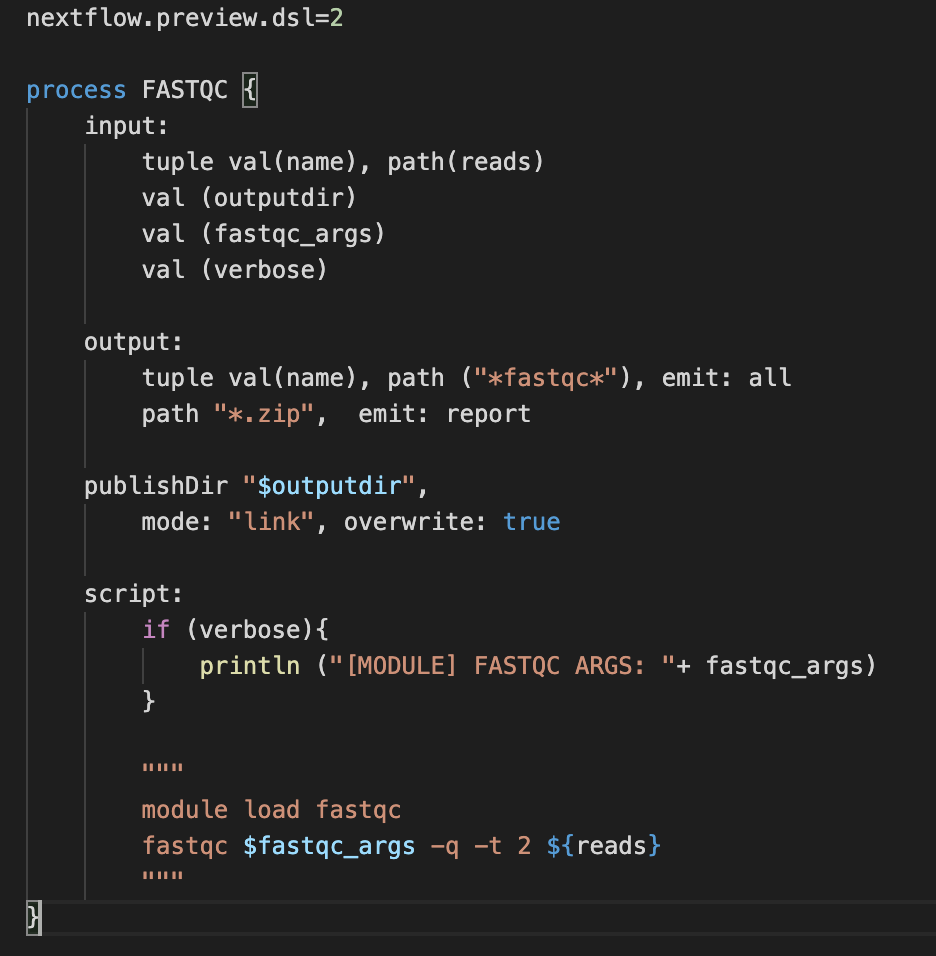 nextflow.preview.dsl=2
process FASTQC {
input:
tuple val(name), path(reads)
val (outputdir)
val (fastqc_args)
val (verbose)
output:
tuple val(name), path ("*fastqc*"), emit: all
path "*.zip",  emit: report
publishDir "$outputdir",
mode: "link", overwrite: true
script:
if (verbose){
println ("[MODULE] FASTQC ARGS: "+ fastqc_args)
}
"""
module load fastqc
fastqc $fastqc_args -q -t 2 ${reads}
"""
}